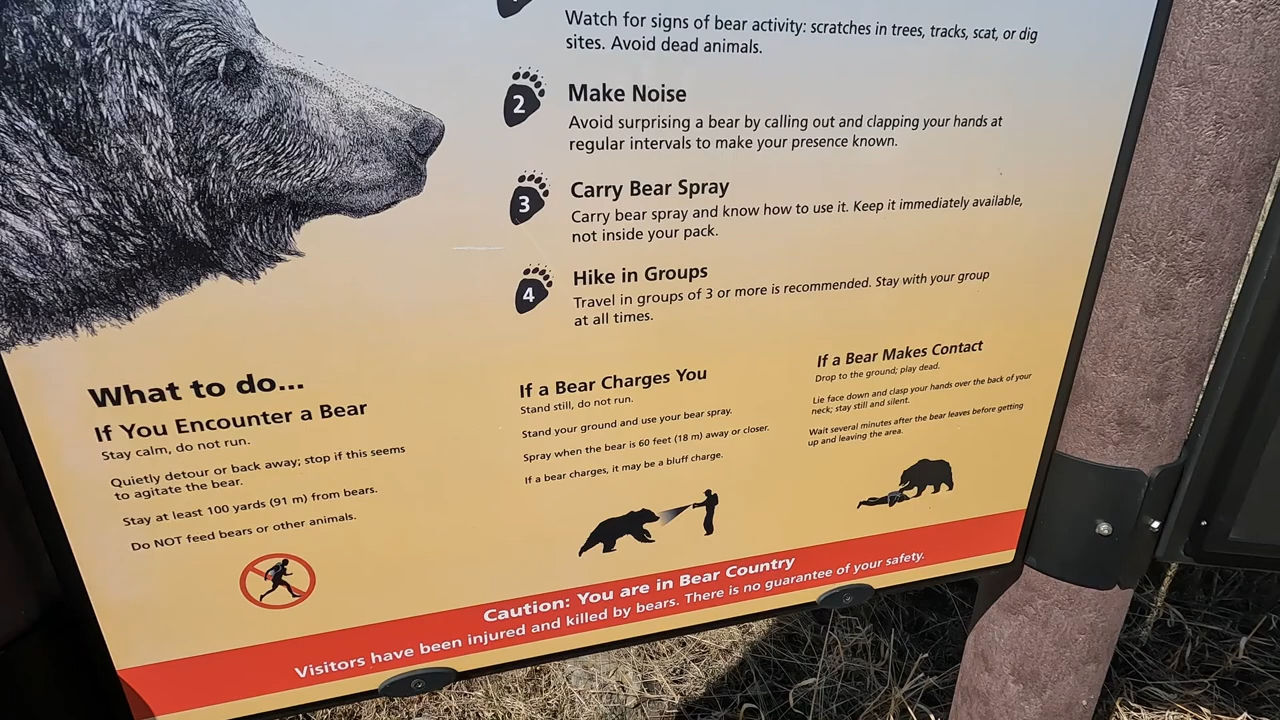 Watch for signs of bear activity: scratches in trees, tracks, scat, or dig
sites. Avoid dead animals.
2
Make Noise
Avoid surprising a bear by calling out and clapping your hands at
regular intervals to make your presence known.
3
Carry Bear Spray
Carry bear spray and know how to use it. Keep it immediately available,
not inside your pack.
4
Hike in Groups
Travel in groups of 3 or more is recommended. Stay with your group
at all times.
What to do...
If You Encounter a Bear
Stay calm, do not run.
Quietly detour or back away; stop if this seems
to agitate the bear.
Stay at least 100 yards (91 m) from bears.
Do NOT feed bears or other animals.
If a Bear Charges You
Stand still, do not run.
Stand your ground and use your bear spray.
Spray when the bear is 60 feet (18 m) away or closer.
If a bear charges, it may be a bluff charge.
If a Bear Makes Contact
Drop to the ground; play dead.
Lie face down and clasp your hands over the back of your
neck; stay still and silent.
Wait several minutes after the bear leaves before getting
up and leaving the area.
Caution: You are in Bear Country
Visitors have been injured and killed by bears. There is no guarantee of your safety.